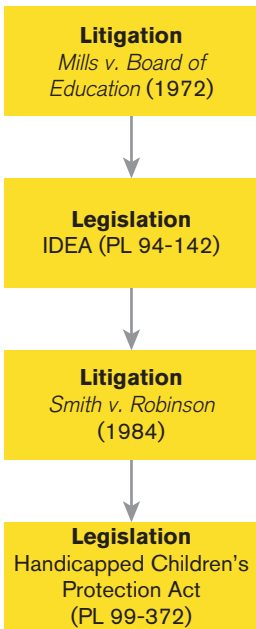 Litigation
Mills v. Board of
Education (1972)
Legislation
IDEA (PL 94-142)
Litigation
Smith v. Robinson
(1984)
Legislation
Handicapped Children’s
Protection Act
(PL 99-372)